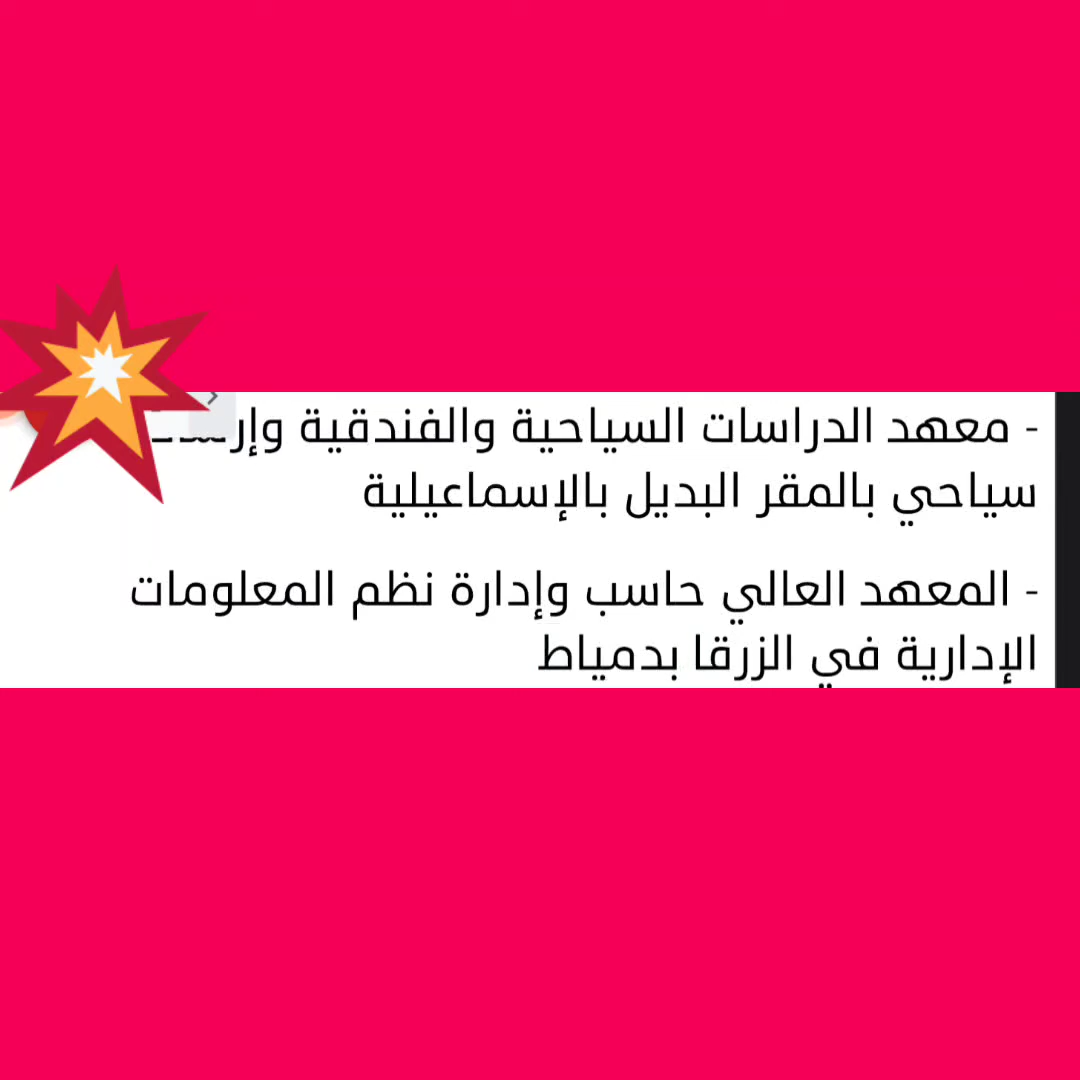 - معهد الدراسات السياحية والفندقية
سياحي بالمقر البديل بالإسماعيلية
- المعهد العالي حاسب وإدارة نظم المعلومات
الإدارية في الزرقا بدمياط